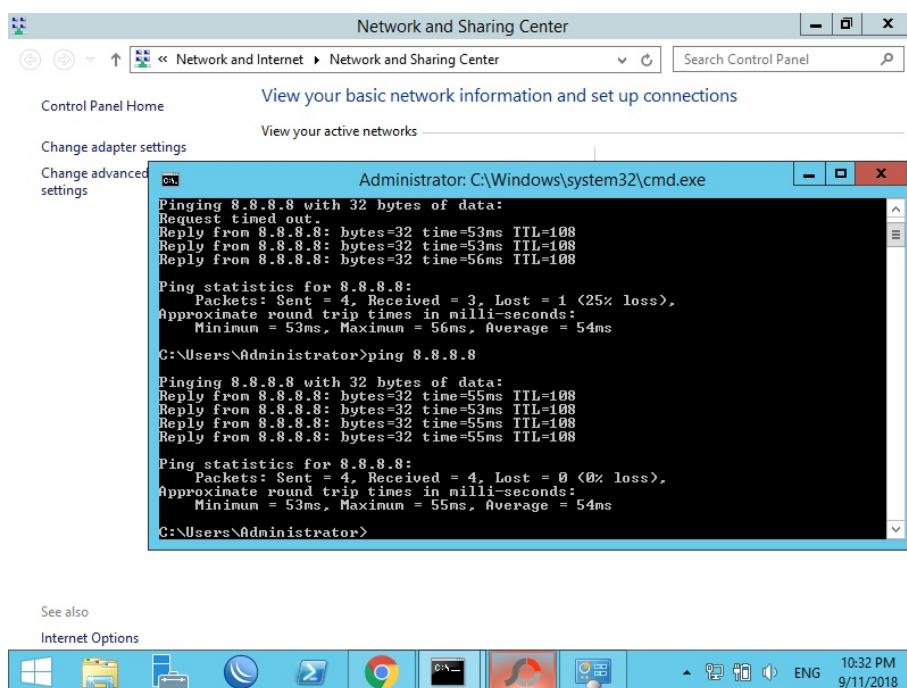 Network and Sharing Center
« Network and Internet ▸ Network and Sharing Center
Search Control Panel
Control Panel Home
Change adapter settings
Change advanced
settings
View your basic network information and set up connections
View your active networks
Administrator: C:\Windows\system32\cmd.exe
Pinging 8.8.8.8 with 32 bytes of data:
Request timed out.
Reply from 8.8.8.8: bytes=32 time=53ms TTL=108
Reply from 8.8.8.8: bytes=32 time=53ms TTL=108
Reply from 8.8.8.8: bytes=32 time=56ms TTL=108
Ping statistics for 8.8.8.8:
Packets: Sent = 4, Received = 3, Lost = 1 (25% loss),
Approximate round trip times in milli-seconds:
Minimum = 53ms, Maximum = 56ms, Average = 54ms
C:\Users\Administrator>ping 8.8.8.8
Pinging 8.8.8.8 with 32 bytes of data:
Reply from 8.8.8.8: bytes=32 time=55ms TTL=108
Reply from 8.8.8.8: bytes=32 time=53ms TTL=108
Reply from 8.8.8.8: bytes=32 time=55ms TTL=108
Reply from 8.8.8.8: bytes=32 time=55ms TTL=108
Ping statistics for 8.8.8.8:
Packets: Sent = 4, Received = 4, Lost = 0 (0% loss),
Approximate round trip times in milli-seconds:
Minimum = 53ms, Maximum = 55ms, Average = 54ms
C:\Users\Administrator>
See also
Internet Options
ENG
10:32 PM
9/11/2018